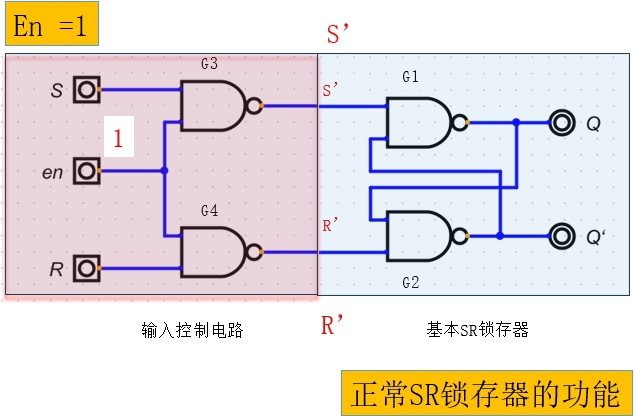 En =1
S’
G3
S
S’
G1
1
Q
en
G4
R’
Q‘
R
G2
R’
输入控制电路
基本SR锁存器
正常SR锁存器的功能